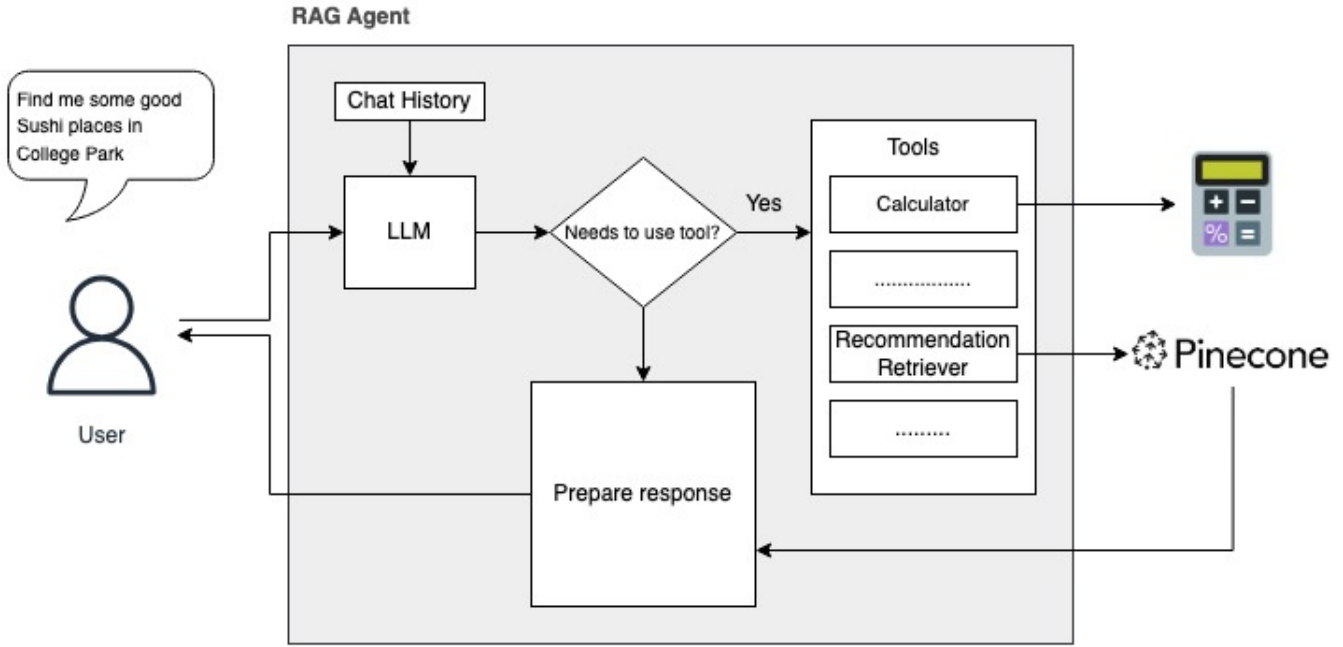 RAG Agent
Find me some good
Sushi places in
College Park
Chat History
LLM
Needs to use tool?
Yes
Tools
Calculator
.................
Recommendation
Retriever
.........
+ −
% =
Pinecone
User
Prepare response